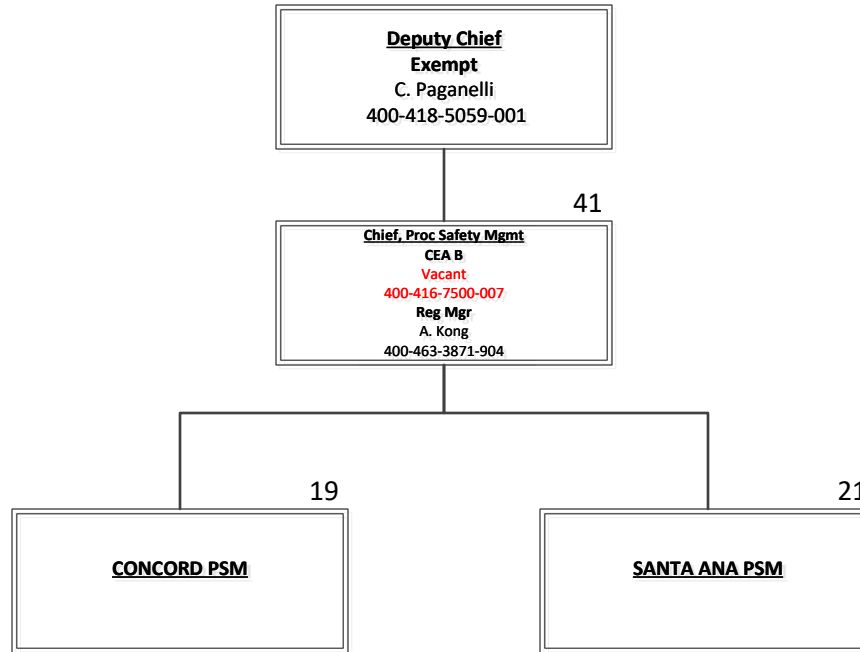 Deputy Chief
Exempt
C. Paganelli
400-418-5059-001
41
Chief, Proc Safety Mgmt
CEA B
Vacant
400-416-7500-007
Reg Mgr
A. Kong
400-463-3871-904
19
21
CONCORD PSM
SANTA ANA PSM